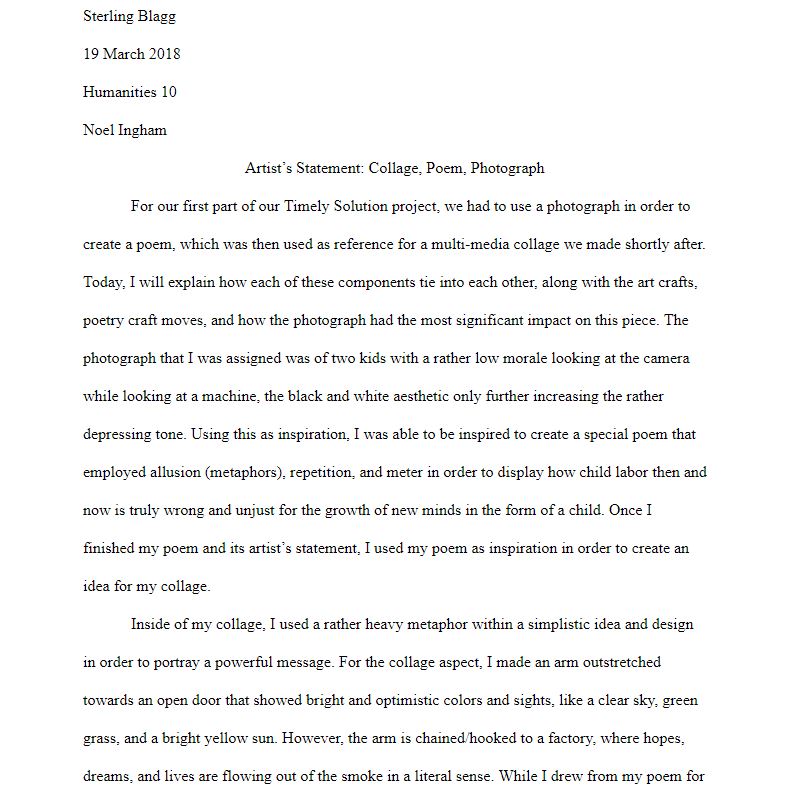 Sterling Blagg
19 March 2018
Humanities 10
Noel Ingham
Artist’s Statement: Collage, Poem, Photograph
For our first part of our Timely Solution project, we had to use a photograph in order to
create a poem, which was then used as reference for a multi-media collage we made shortly after.
Today, I will explain how each of these components tie into each other, along with the art crafts,
poetry craft moves, and how the photograph had the most significant impact on this piece. The
photograph that I was assigned was of two kids with a rather low morale looking at the camera
while looking at a machine, the black and white aesthetic only further increasing the rather
depressing tone. Using this as inspiration, I was able to be inspired to create a special poem that
employed allusion (metaphors), repetition, and meter in order to display how child labor then and
now is truly wrong and unjust for the growth of new minds in the form of a child. Once I
finished my poem and its artist’s statement, I used my poem as inspiration in order to create an
idea for my collage.
Inside of my collage, I used a rather heavy metaphor within a simplistic idea and design
in order to portray a powerful message. For the collage aspect, I made an arm outstretched
towards an open door that showed bright and optimistic colors and sights, like a clear sky, green
grass, and a bright yellow sun. However, the arm is chained/hooked to a factory, where hopes,
dreams, and lives are flowing out of the smoke in a literal sense. While I drew from my poem for